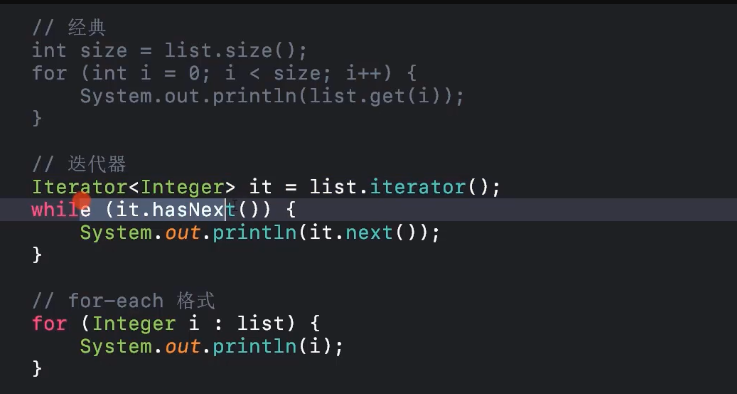 // 经典
int size = list.size();
for (int i = 0; i < size; i++) {
    System.out.println(list.get(i));
}

// 迭代器
Iterator<Integer> it = list.iterator();
while (it.hasNext()) {
    System.out.println(it.next());
}

// for-each 格式
for (Integer i : list) {
    System.out.println(i);
}